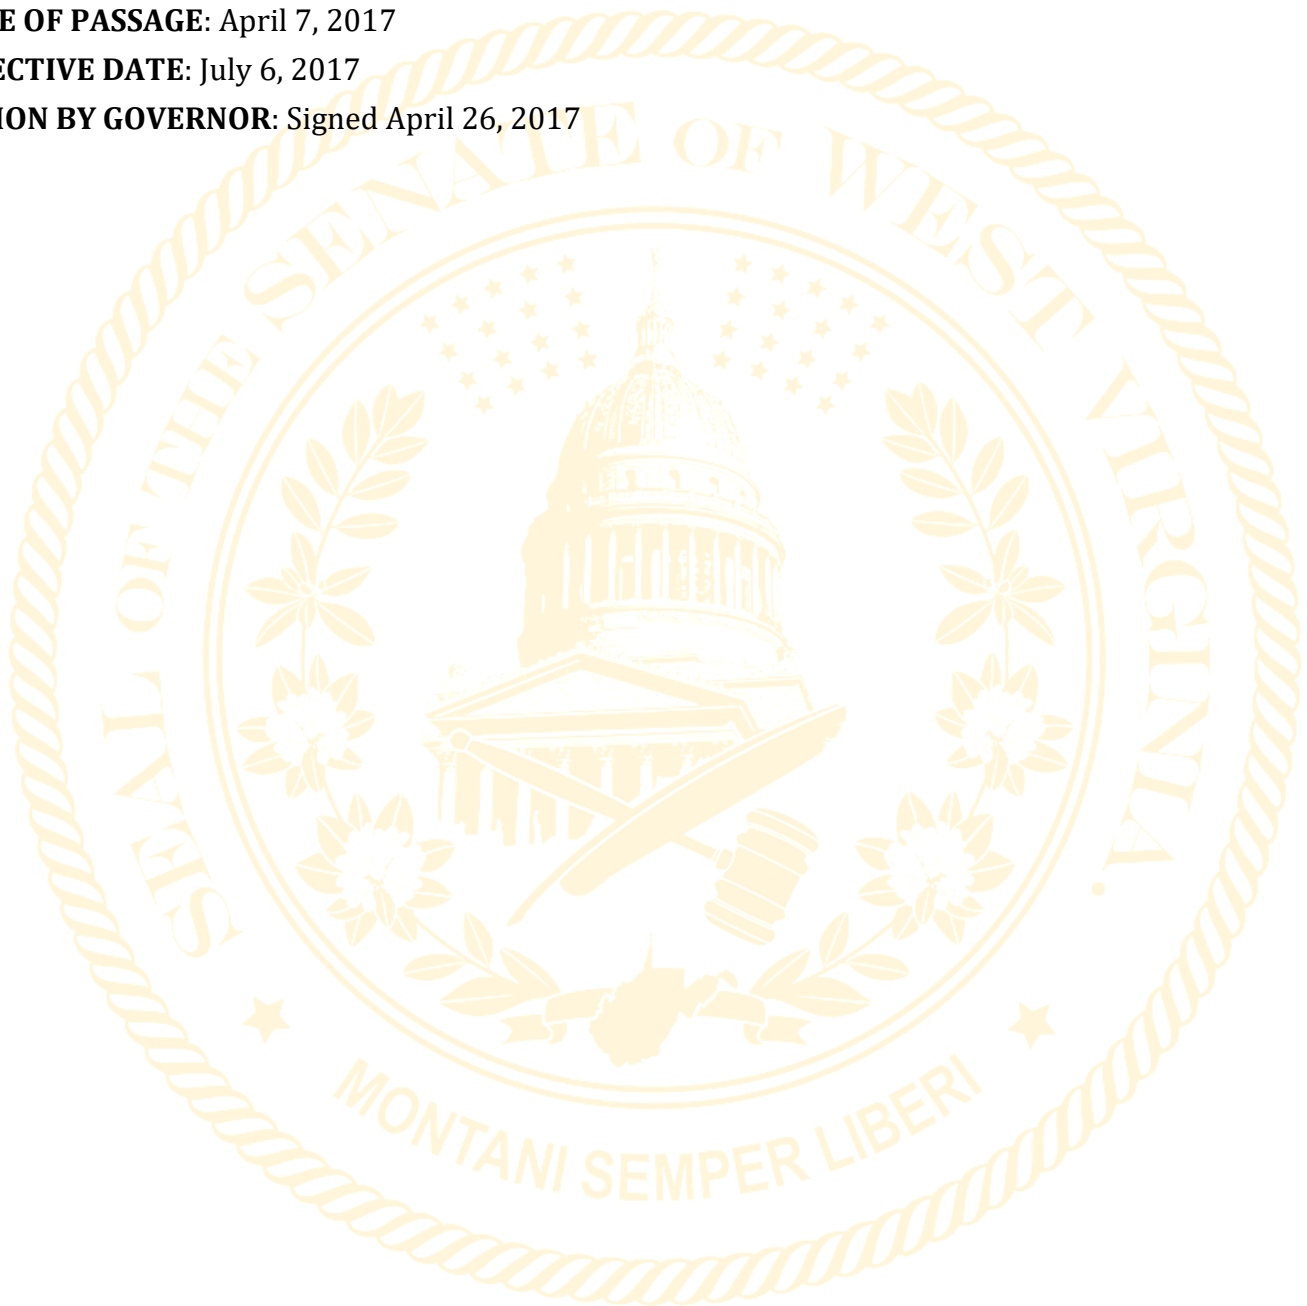 E OF PASSAGE: April 7, 2017
ECTIVE DATE: July 6, 2017
ION BY GOVERNOR: Signed April 26, 2017
SEAL OF THE SENATE OF WEST VIRGINIA.
MONTANI SEMPER LIBERI